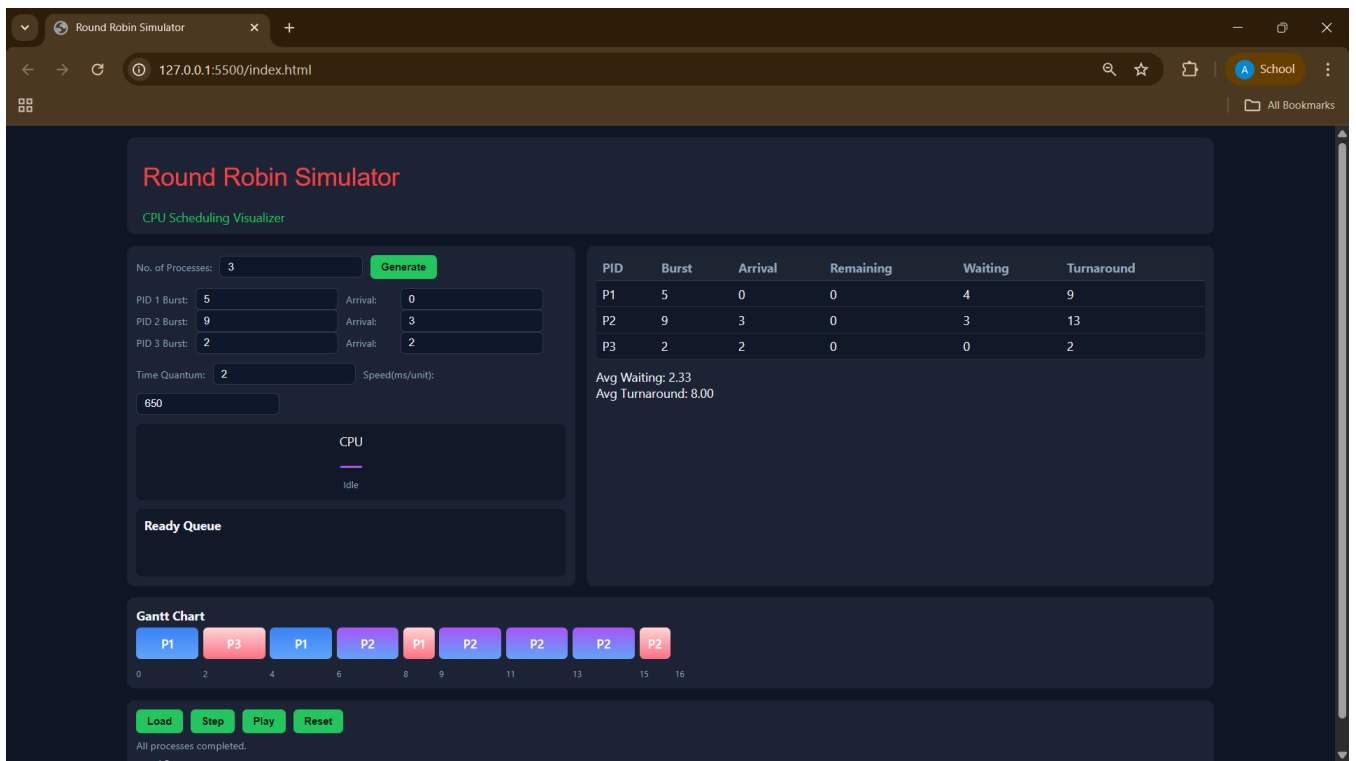 Round Robin Simulator
127.0.0.1:5500/index.html
A School
All Bookmarks
Round Robin Simulator
CPU Scheduling Visualizer
No. of Processes: 3 Generate
PID 1 Burst: 5 Arrival: 0
PID 2 Burst: 9 Arrival: 3
PID 3 Burst: 2 Arrival: 2
Time Quantum: 2 Speed(ms/unit):
650
CPU
Idle
Ready Queue
PID Burst Arrival Remaining Waiting Turnaround
P1 5 0 0 4 9
P2 9 3 0 3 13
P3 2 2 0 0 2
Avg Waiting: 2.33
Avg Turnaround: 8.00
Gantt Chart
P1 P3 P1 P2 P1 P2 P2 P2 P2
0 2 4 6 8 9 11 13 15 16
Load Step Play Reset
All processes completed.